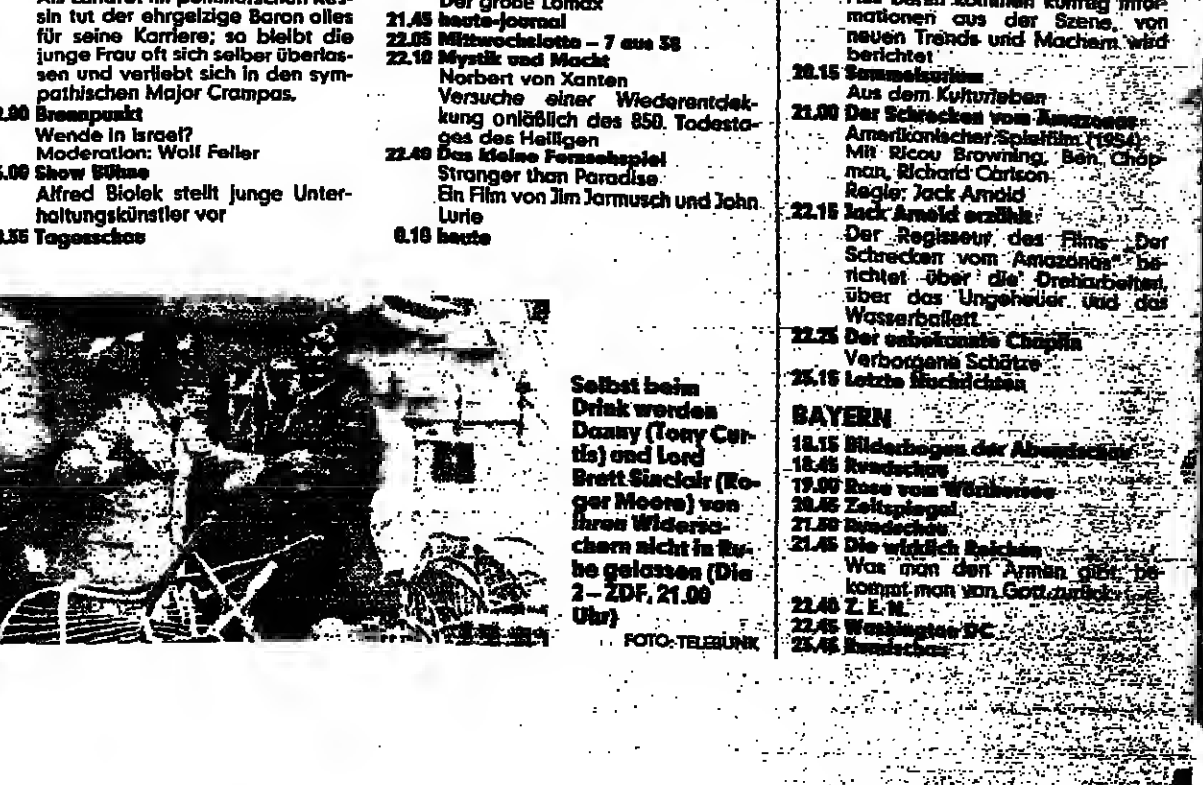 sin tut der ehrgeizige Baron alles
für seine Karriere; so bleibt die
junge Frau oft sich selber überlas-
sen und verliebt sich in den sym-
pathischen Major Crampas.
Brennpunkt
Wende in Israel?
Moderation: Wolf Feller
Show Bühne
Alfred Biolek stellt junge Unter-
haltungskünstler vor
Tagesschau
Der große Lomax
21.45 heute-journal
22.05 Mittwochslotto – 7 aus 38
22.10 Mystik und Macht
Norbert von Xanten
Versuche einer Wiederentdek-
kung anläßlich des 850. Todesta-
ges des Heiligen
22.40 Das kleine Fernsehspiel
Stranger than Paradise
Ein Film von Jim Jarmusch und John
Lurie
0.10 heute
Selbst beim
Drink werden
Danny (Tony Cur-
tis) und Lord
Brett Sinclair (Ro-
ger Moore) von
ihren Widersa-
chern nicht in Ru-
he gelassen (Die
2 – ZDF, 21.00
Uhr)
FOTO: TELEBUNK
mationen aus der Szene, von
neuen Trends und Machern wird
berichtet
20.15 Sammelsurium
Aus dem Kulturleben
21.00 Der Schrecken vom Amazonas
Amerikanischer Spielfilm (1954)
Mit Ricou Browning, Ben Chap-
man, Richard Carlson
Regie: Jack Arnold
22.15 Jack Arnold erzählt
Der Regisseur des Films „Der
Schrecken vom Amazonas“ be-
richtet über die Dreharbeiten,
über das Ungeheuer und das
Wasserballett
22.25 Der unbekannte Chaplin
Verborgene Schätze
23.15 Letzte Nachrichten
BAYERN
18.15 Bilderbogen der Abendschau
18.45 Rundschau
19.00 Rose vom Wörthersee
20.45 Zeitspiegel
21.30 Rundschau
21.45 Die wirklich Reichen
Was man den Armen gibt, be-
kommt man von Gott zurück
22.40 Z. E. N.
22.45 Washington DC
23.45 Rundschau